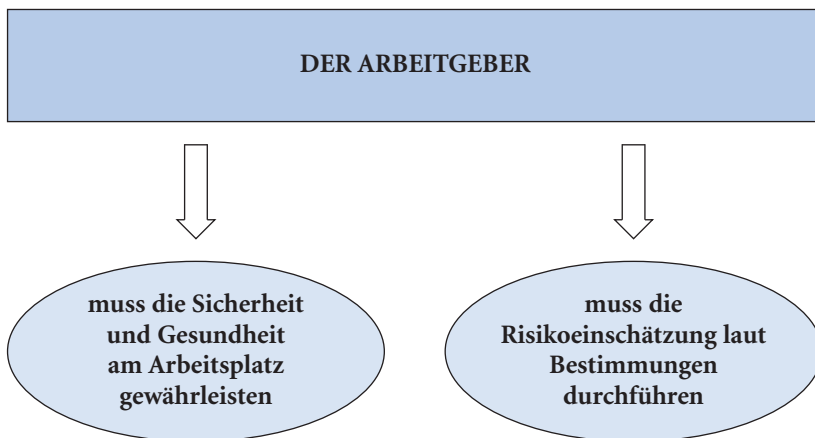 DER ARBEITGEBER
muss die Sicherheit
und Gesundheit
am Arbeitsplatz
gewährleisten
muss die
Risikoeinschätzung laut
Bestimmungen
durchführen